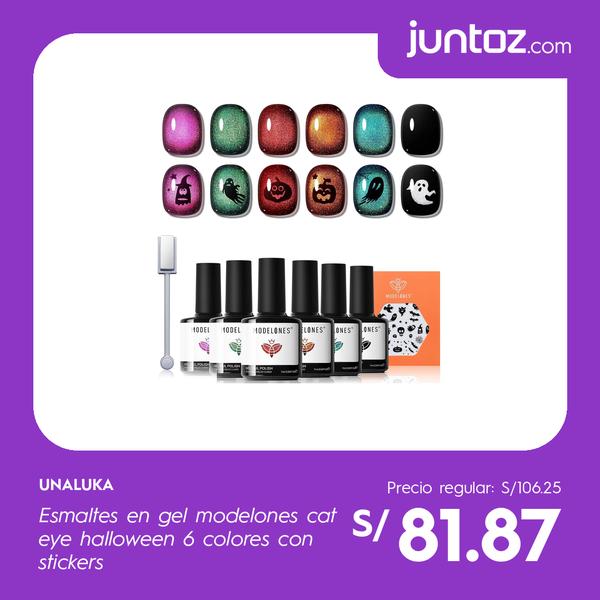 juntoz.com
MODELONES
MODELONES
MODELONES
MODELONES
UNALUKA
Precio regular: S/106.25
Esmaltes en gel modelones cat
eye halloween 6 colores con
stickers
S/ 81.87